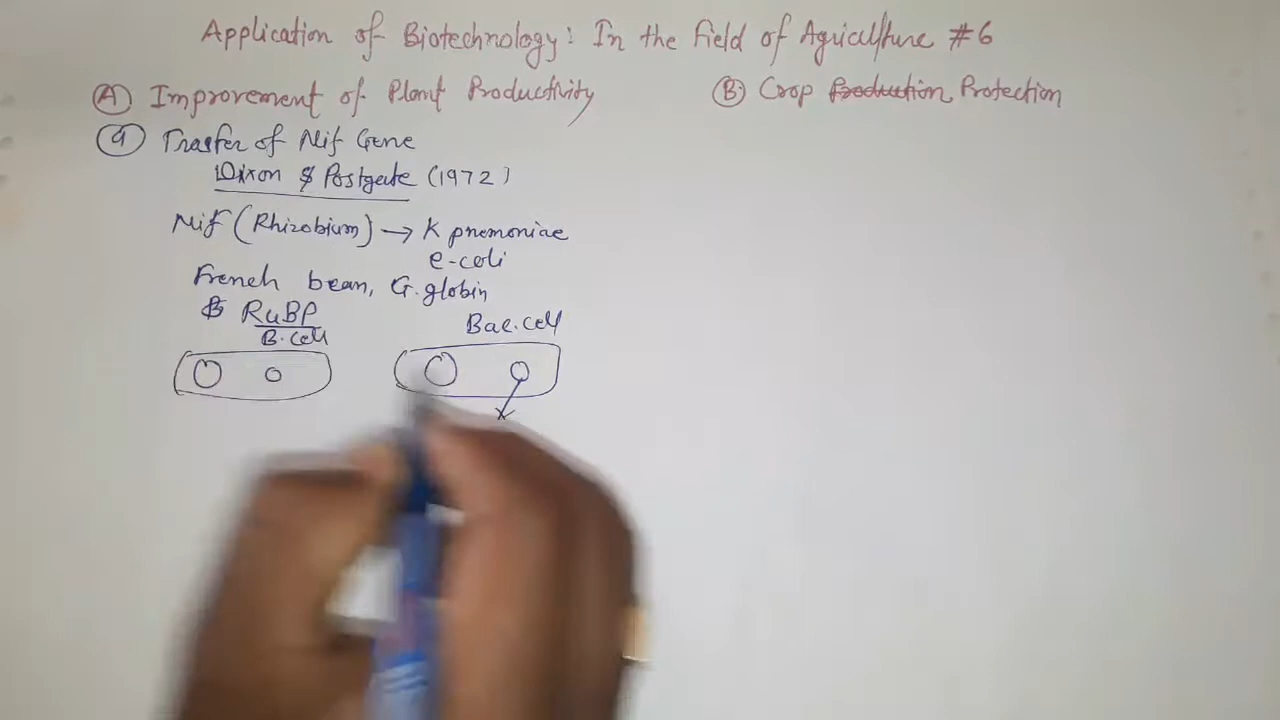 Application of Biotechnology: In the field of Agriculture #6
A Improvement of Plant Productivity
B Crop Production Protection
a Trasfer of Nif Gene
Dixon & Postgate (1972)
Nif (Rhizobium) → K pnemoniae
e-coli
French bean, G. globin
& RuBP
B. cell
Bac. cell